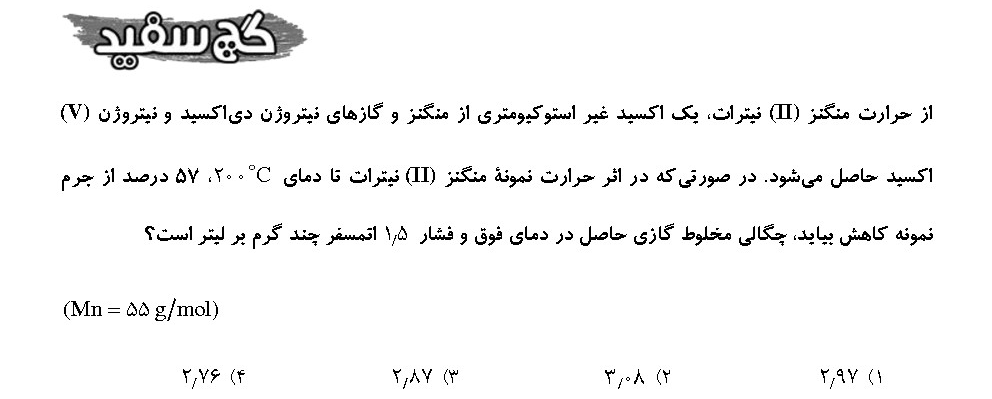 گچ سفید
از حرارت منگنز (II) نیترات، یک اکسید غیر استوکیومتری از منگنز و گازهای نیتروژن دی‌اکسید و نیتروژن (V)
اکسید حاصل می‌شود. در صورتی‌که در اثر حرارت نمونهٔ منگنز (II) نیترات تا دمای ۲۰۰°C، ۵۷ درصد از جرم
نمونه کاهش بیاید، چگالی مخلوط گازی حاصل در دمای فوق و فشار ۱٫۵ اتمسفر چند گرم بر لیتر است؟
(Mn = ۵۵ g/mol)
۱) ۲٫۹۷ ۲) ۳٫۰۸ ۳) ۲٫۸۷ ۴) ۲٫۷۶